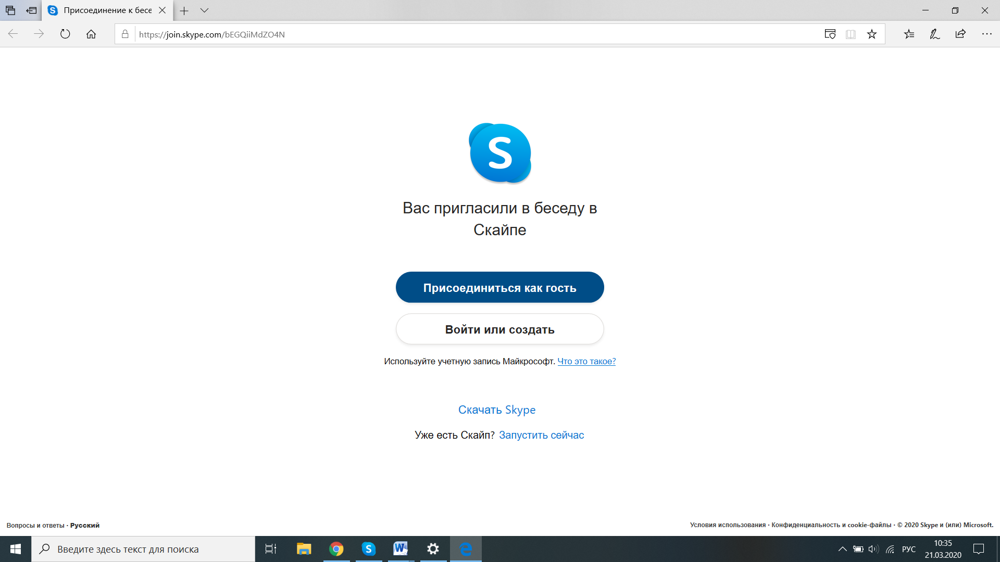 Присоединение к бесе
https://join.skype.com/bEGQiiMdZO4N
S
Вас пригласили в беседу в
Скайпе
Присоединиться как гость
Войти или создать
Используйте учетную запись Майкрософт. Что это такое?
Скачать Skype
Уже есть Скайп? Запустить сейчас
Вопросы и ответы · Русский
Условия использования · Конфиденциальность и cookie-файлы · © 2020 Skype и (или) Microsoft.
Введите здесь текст для поиска
РУС
10:35
21.03.2020